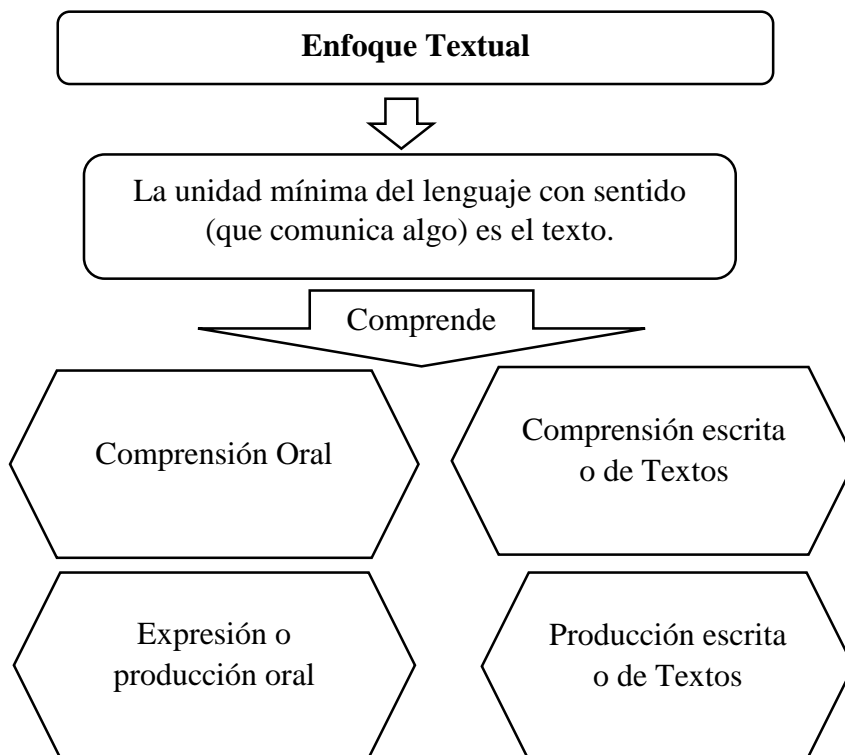 Enfoque Textual
La unidad mínima del lenguaje con sentido
(que comunica algo) es el texto.
Comprende
Comprensión Oral
Comprensión escrita
o de Textos
Expresión o
producción oral
Producción escrita
o de Textos